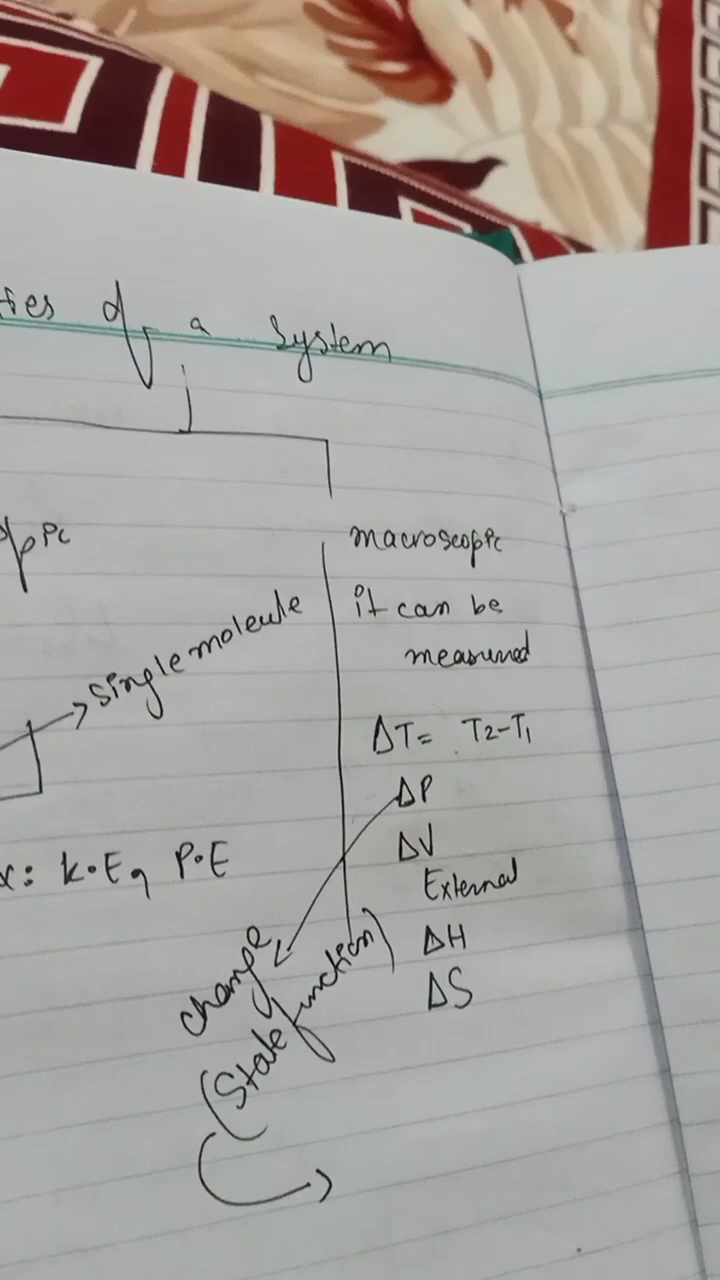 of a system
macroscopic
it can be
measured
single molecule
ΔT = T2-T1
ΔP
ΔV
x: K.E, P.E
External
change
ΔH
(State function)
ΔS